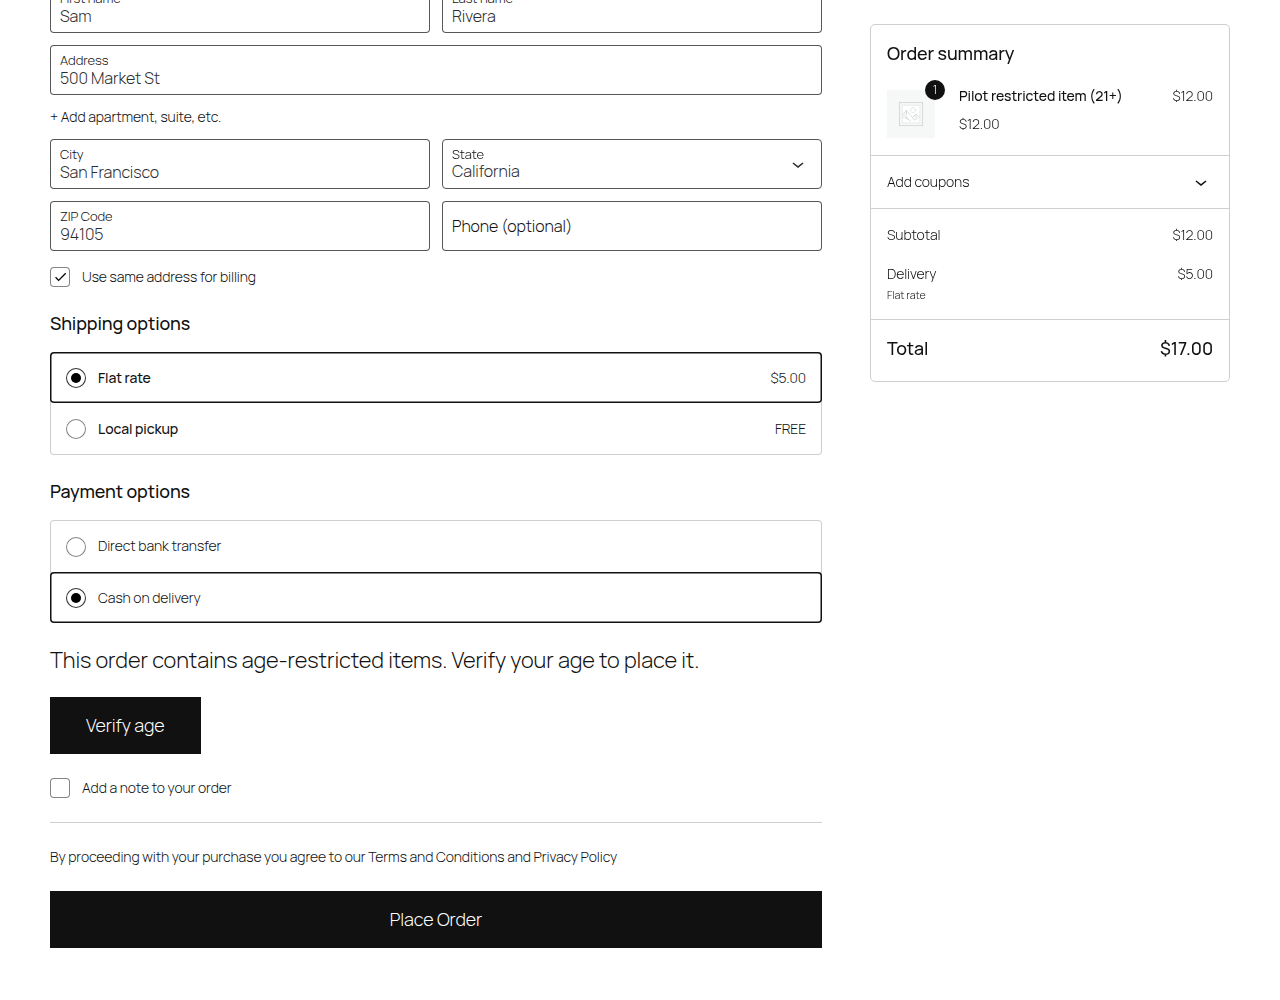 First name
Sam
Last name
Rivera
Address
500 Market St
+ Add apartment, suite, etc.
City
San Francisco
State
California
ZIP Code
94105
Phone (optional)
Use same address for billing
Shipping options
Flat rate $5.00
Local pickup FREE
Payment options
Direct bank transfer
Cash on delivery
This order contains age-restricted items. Verify your age to place it.
Verify age
Add a note to your order
By proceeding with your purchase you agree to our Terms and Conditions and Privacy Policy
Place Order
Order summary
1
Pilot restricted item (21+) $12.00
$12.00
Add coupons
Subtotal $12.00
Delivery $5.00
Flat rate
Total $17.00